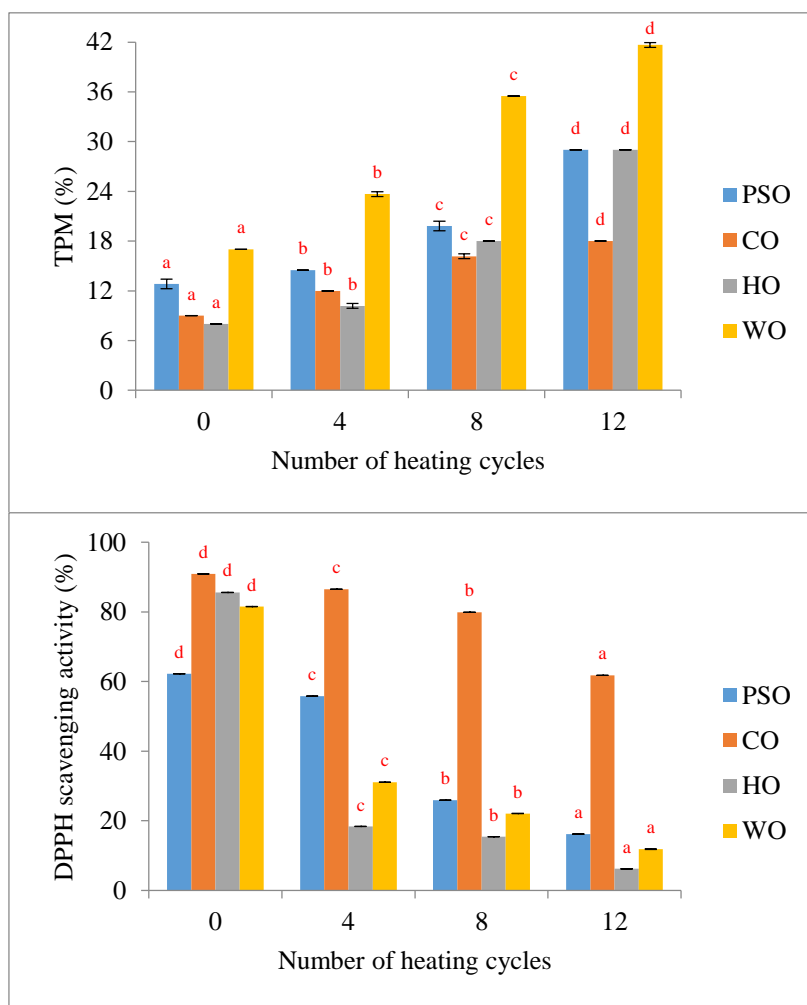 TPM (%)
42
36
30
24
18
12
6
0
a a a a
b b b b
c c c c
d d d d
0 4 8 12
Number of heating cycles
PSO
CO
HO
WO
DPPH scavenging activity (%)
100
80
60
40
20
0
d d d d
c c c c
b b b b
a a a a
0 4 8 12
Number of heating cycles
PSO
CO
HO
WO